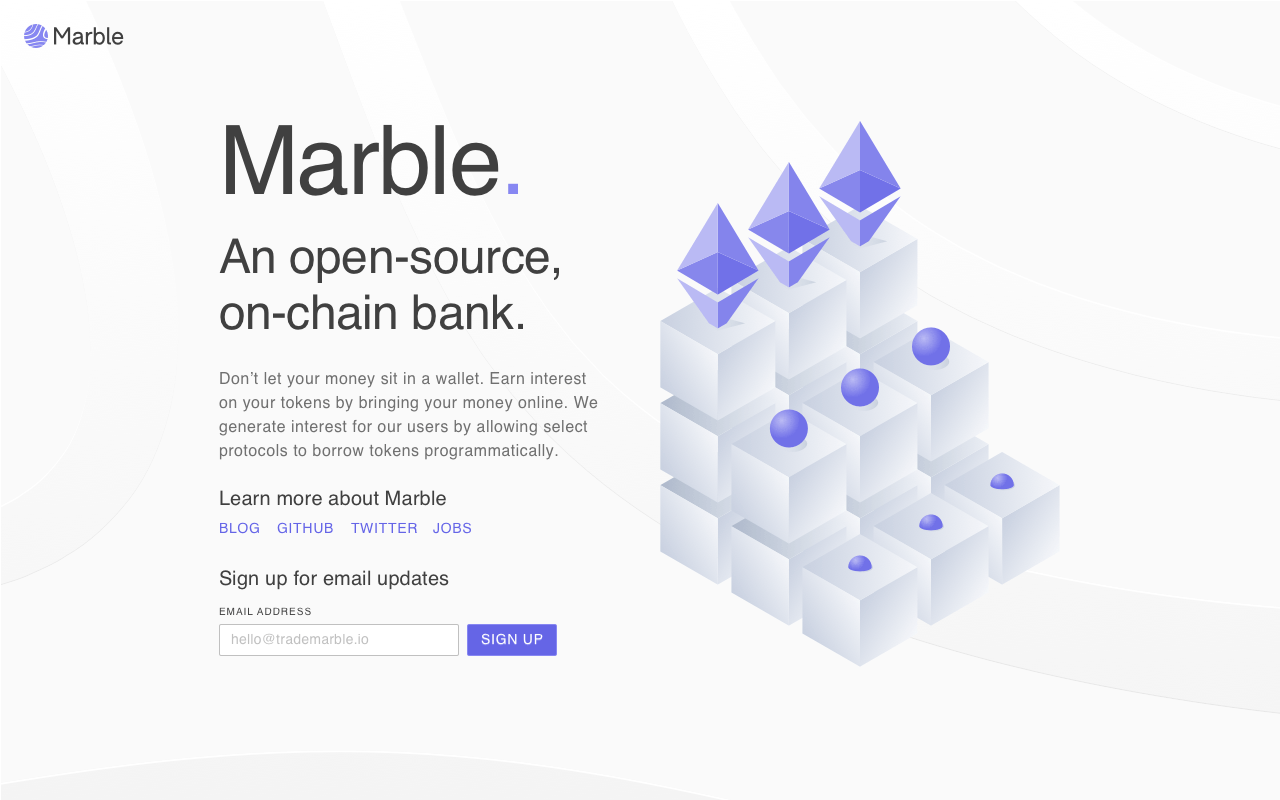 Marble
Marble.
An open-source,
on-chain bank.
Don’t let your money sit in a wallet. Earn interest
on your tokens by bringing your money online. We
generate interest for our users by allowing select
protocols to borrow tokens programmatically.
Learn more about Marble
BLOG GITHUB TWITTER JOBS
Sign up for email updates
EMAIL ADDRESS
hello@trademarble.io SIGN UP